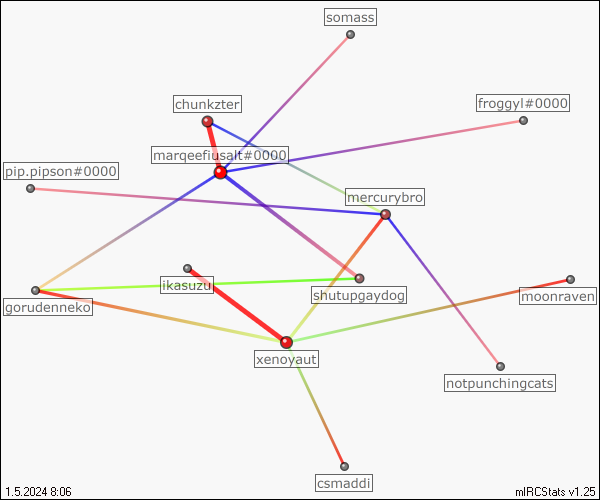 somass
chunkzter
froggyl#0000
marqeefiusalt#0000
pip.pipson#0000
mercurybro
ikasuzu
shutupgaydog
moonraven
gorudenneko
xenoyaut
notpunchingcats
csmaddi
1.5.2024 8:06
mIRCStats v1.25